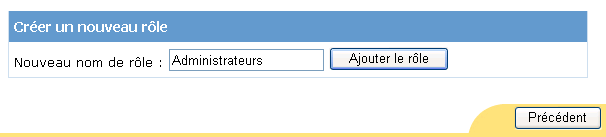 Créer un nouveau rôle
Nouveau nom de rôle : Administrateurs Ajouter le rôle
Précédent